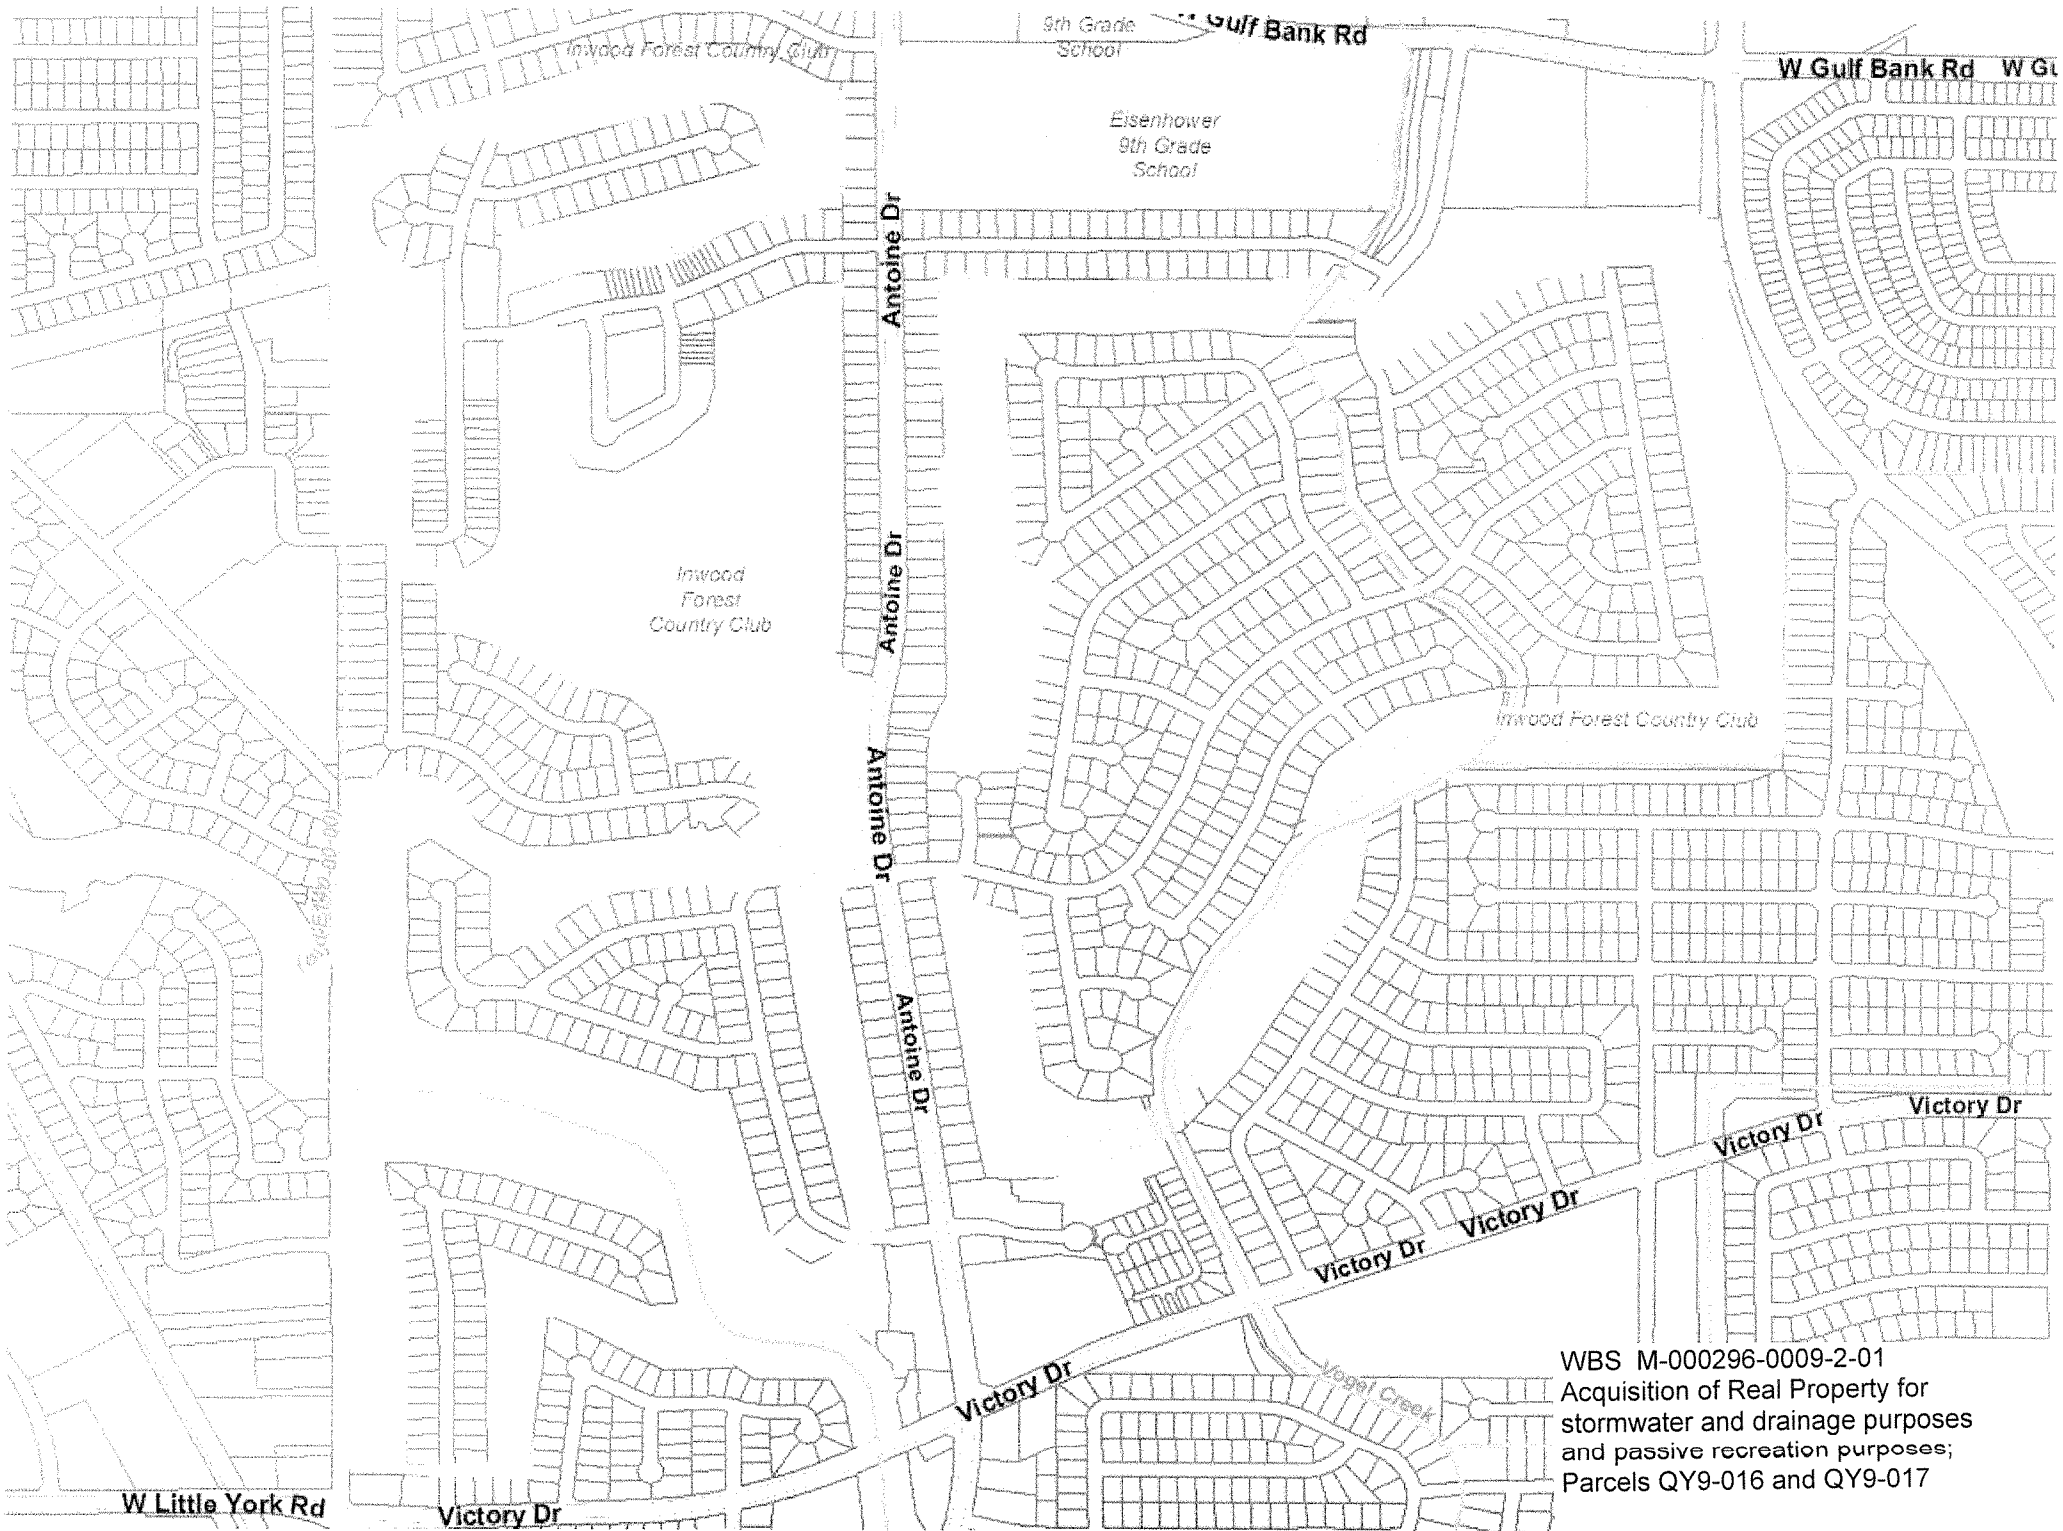 9th Grade
School
W Gulf Bank Rd
Inwood Forest Country Club
W Gulf Bank Rd
W Gu
Eisenhower
9th Grade
School
Antoine Dr
Antoine Dr
Inwood
Forest
Country Club
Inwood Forest Country Club
Antoine Dr
Antoine Dr
Victory Dr
Victory Dr
Victory Dr
Victory Dr
Victory Dr
Vogel Creek
WBS M-000296-0009-2-01
Acquisition of Real Property for
stormwater and drainage purposes
and passive recreation purposes;
Parcels QY9-016 and QY9-017
W Little York Rd
Victory Dr